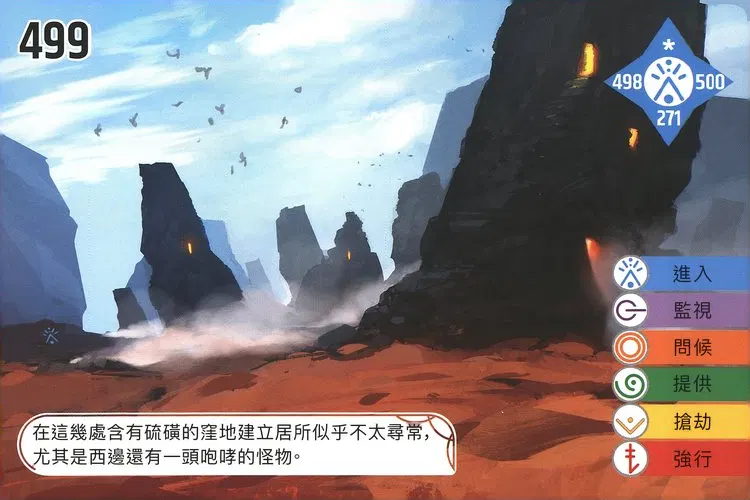 499
*
498
500
271
進入
監視
問候
提供
搶劫
強行
在這幾處含有硫磺的窪地建立居所似乎不太尋常，
尤其是西邊還有一頭咆哮的怪物。